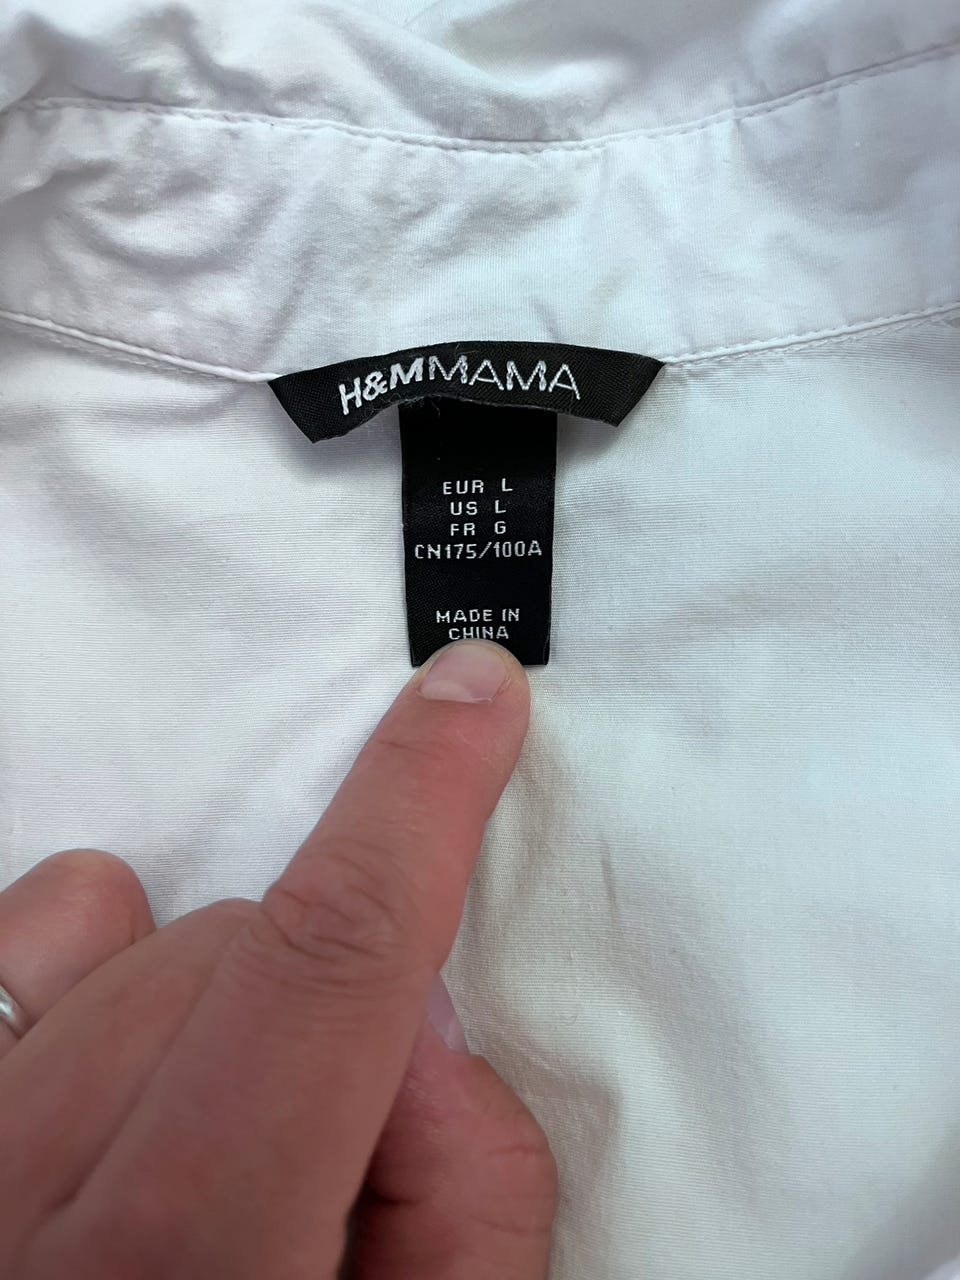 H&MMAMA
EUR L
US L
FR G
CN175/100A
MADE IN
CHINA